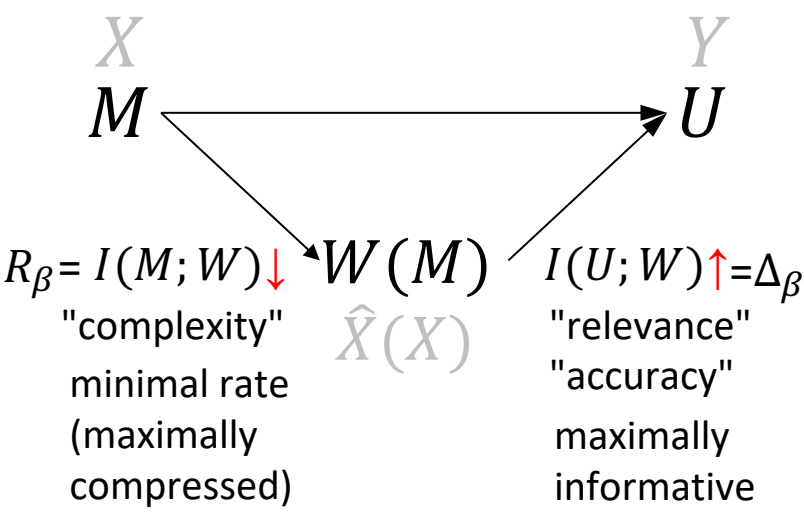 X Y
M U
R_β = I(M;W)↓ W(M) I(U;W)↑=Δ_β
"complexity" X̂(X) "relevance"
minimal rate "accuracy"
(maximally maximally
compressed) informative